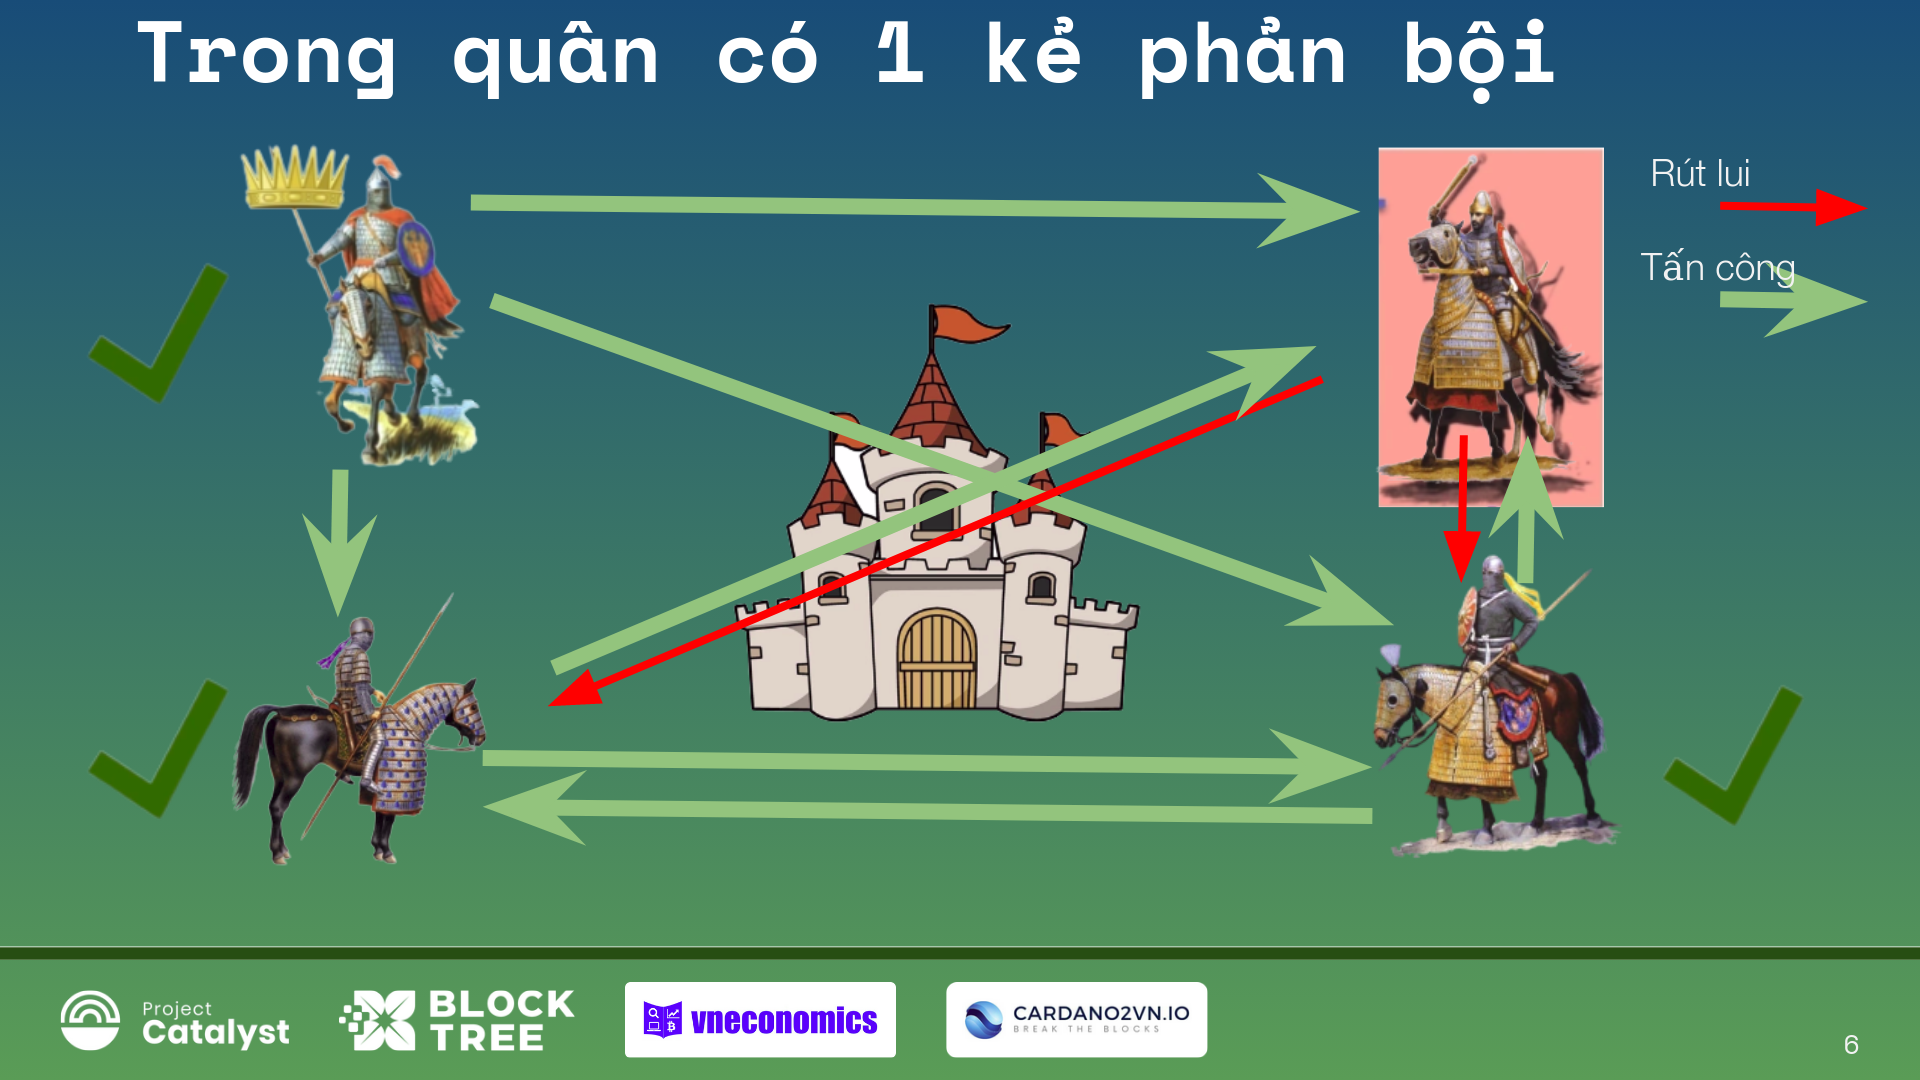 Trong quân có 1 kẻ phản bội
Rút lui
Tấn công
Project
Catalyst
BLOCK
TREE
vneconomics
CARDANO2VN.IO
BREAK THE BLOCKS
6